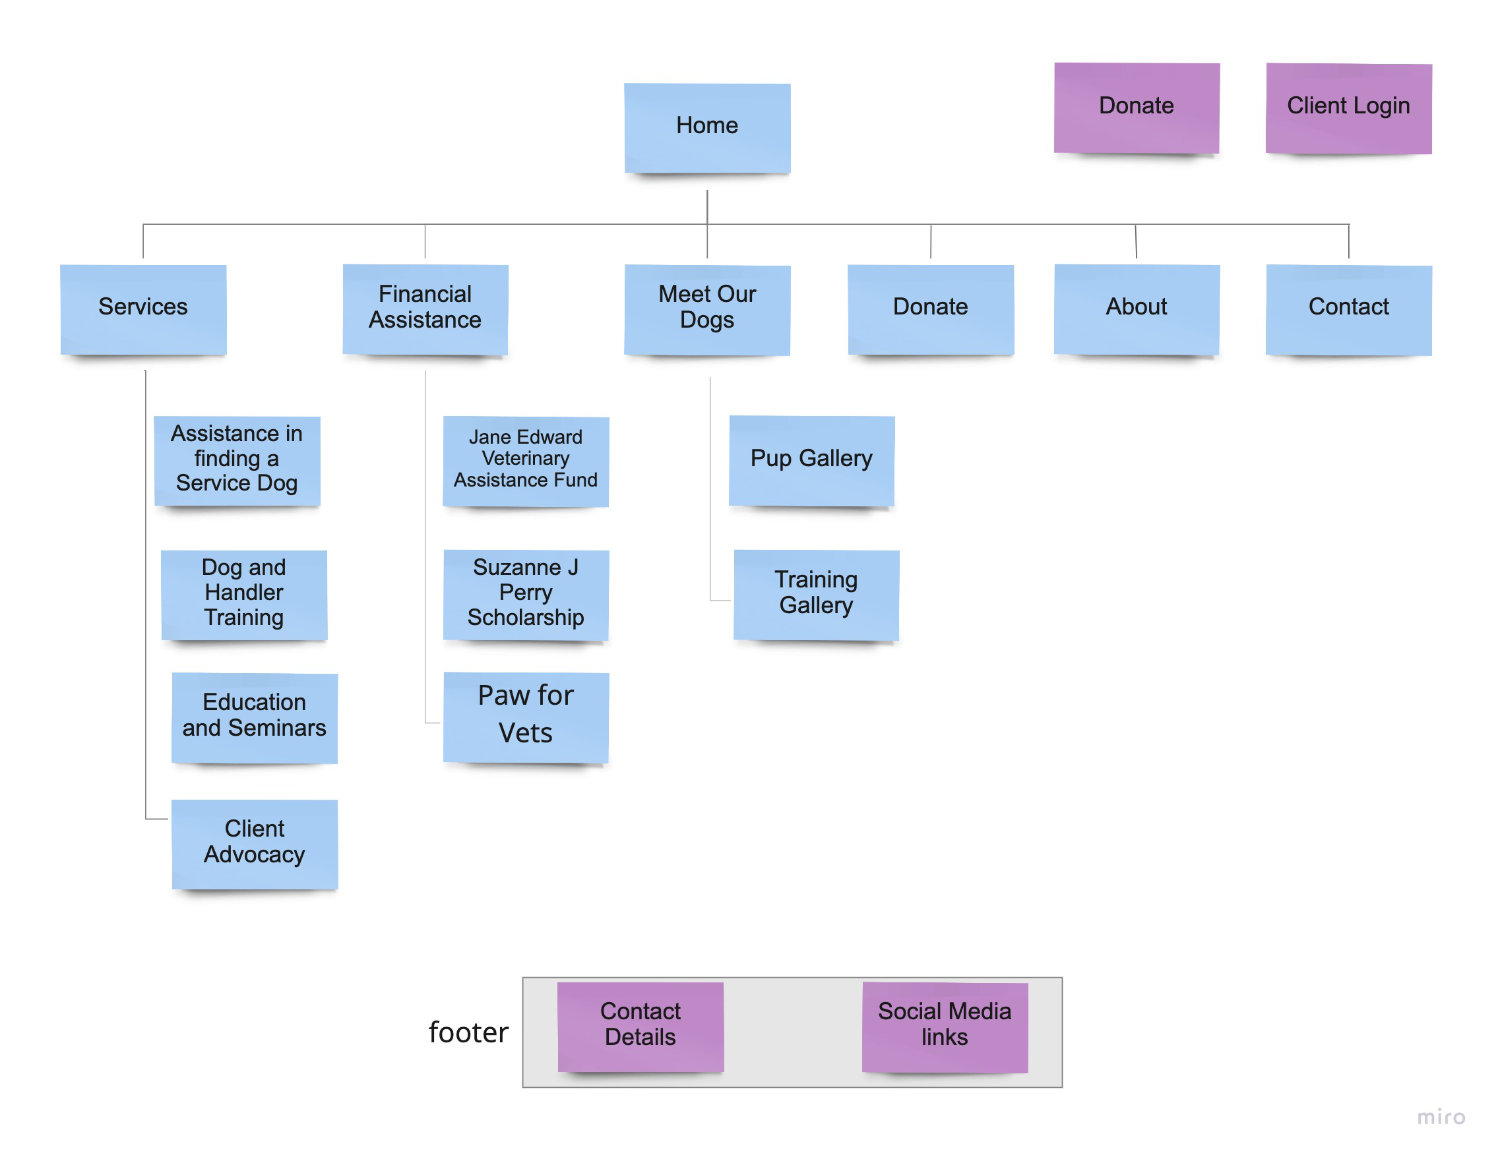 Home
Donate
Client Login
Services
Financial
Assistance
Meet Our
Dogs
Donate
About
Contact
Assistance in
finding a
Service Dog
Jane Edward
Veterinary
Assistance Fund
Pup Gallery
Dog and
Handler
Training
Suzanne J
Perry
Scholarship
Training
Gallery
Education
and Seminars
Paw for
Vets
Client
Advocacy
footer
Contact
Details
Social Media
links
miro